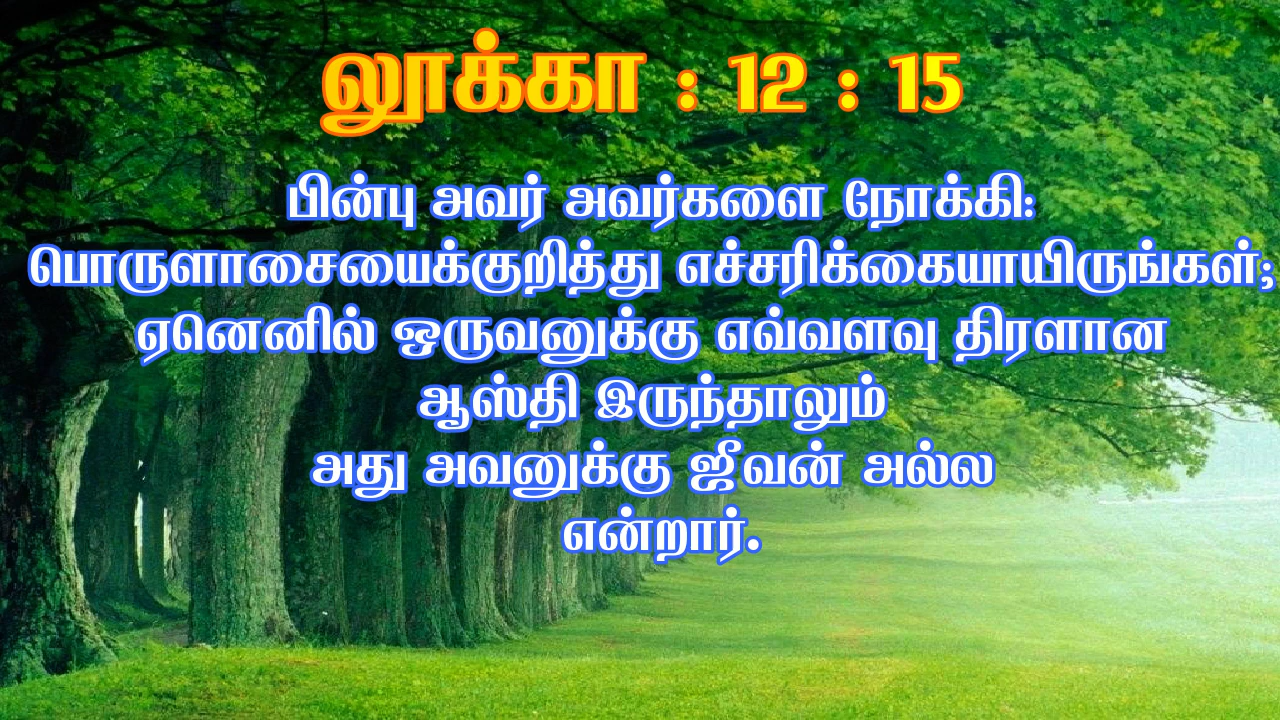 லூக்கா : 12 : 15
பின்பு அவர் அவர்களை நோக்கி:
பொருளாசையைக்குறித்து எச்சரிக்கையாயிருங்கள்;
ஏனெனில் ஒருவனுக்கு எவ்வளவு திரளான
ஆஸ்தி இருந்தாலும்
அது அவனுக்கு ஜீவன் அல்ல
என்றார்.